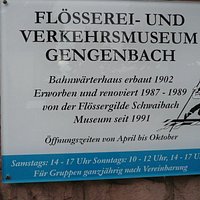 FLÖSSEREI- UND
VERKEHRSMUSEUM
GENGENBACH
Bahnwärterhaus erbaut 1902
Erworben und renoviert 1987 - 1989
von der Flössergilde Schwaibach
Museum seit 1991
Öffnungszeiten von April bis Oktober
Samstags: 14 - 17 Uhr Sonntags: 10 - 12 Uhr, 14 - 17 Uhr
Für Gruppen ganzjährig nach Vereinbarung